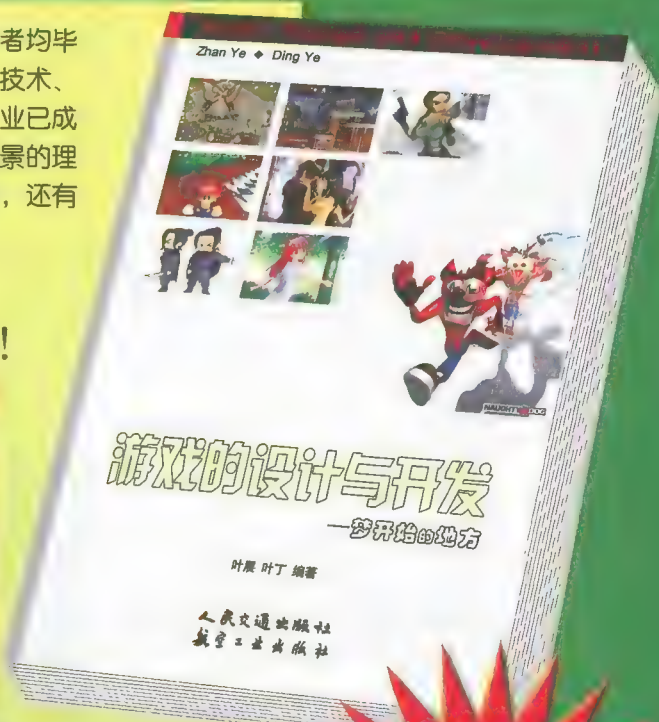 者均毕
技术、
业已成
景的理
，还有
!
Zhan Ye ◆ Ding Ye
NAUGHTY DOG
游戏的设计与开发
—梦开始的地方
叶展 叶丁 编著
人民交通出版社
航空工业出版社